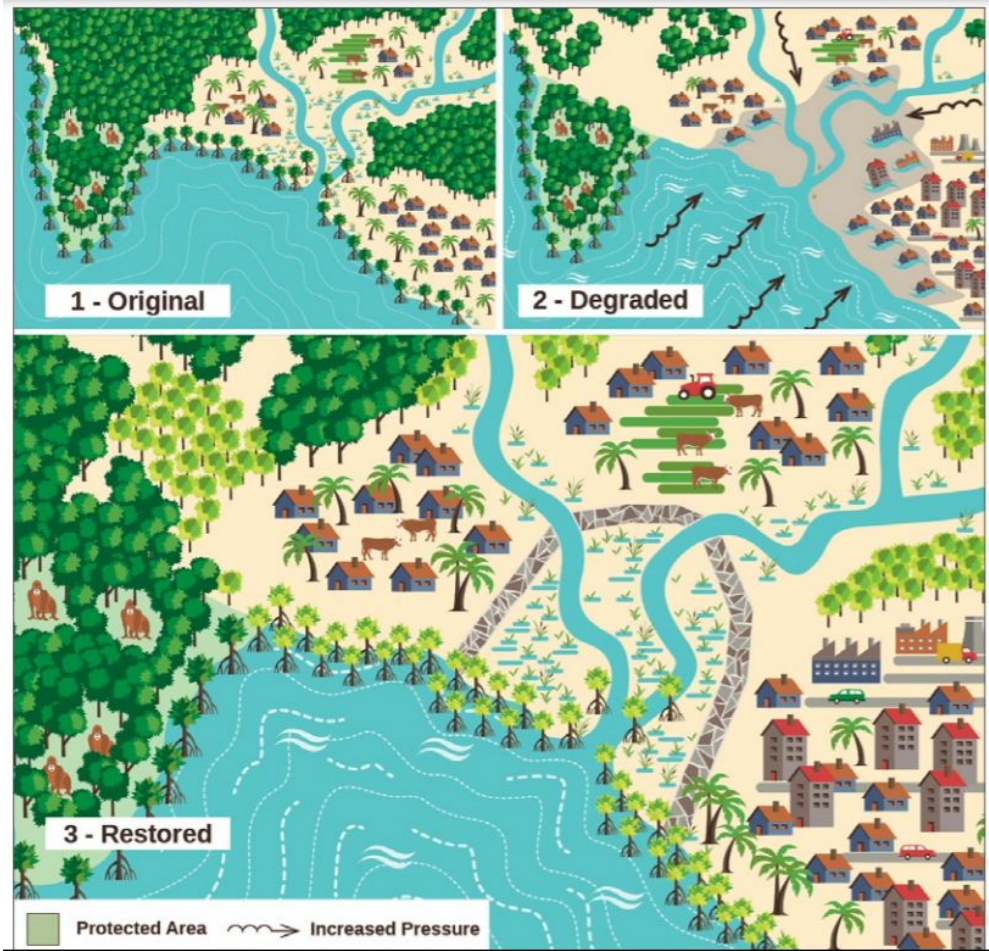 1 - Original
2 - Degraded
3 - Restored
Protected Area
Increased Pressure